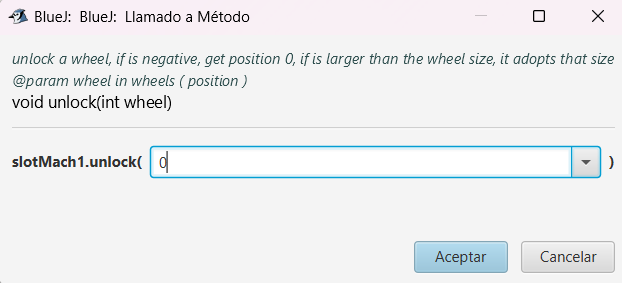 BlueJ: BlueJ: Llamado a Método
unlock a wheel, if is negative, get position 0, if is larger than the wheel size, it adopts that size
@param wheel in wheels ( position )
void unlock(int wheel)
slotMach1.unlock( 0 )
Aceptar Cancelar